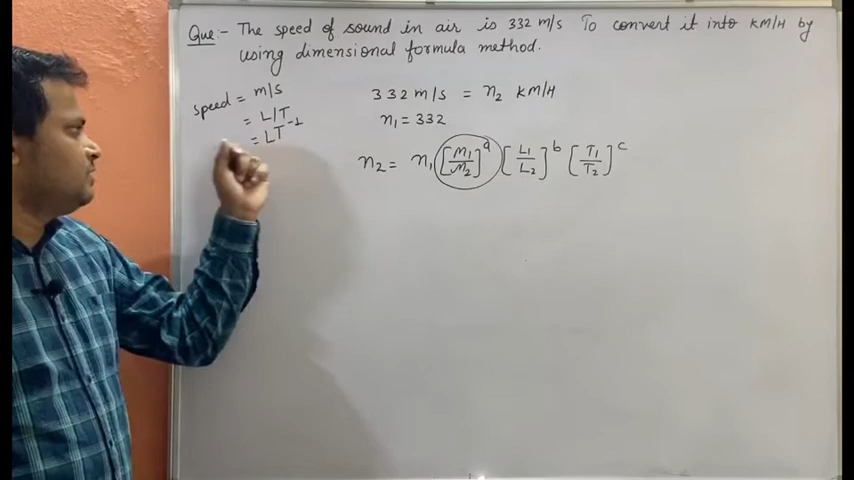 Que:- The speed of sound in air is 332 m/s To convert it into KM/H by
using dimensional formula method.
speed = m/s
= L/T
= LT⁻¹
332 m/s = n₂ KM/H
n₁ = 332
n₂ = n₁ [M₁/M₂]ᵃ [L₁/L₂]ᵇ [T₁/T₂]ᶜ